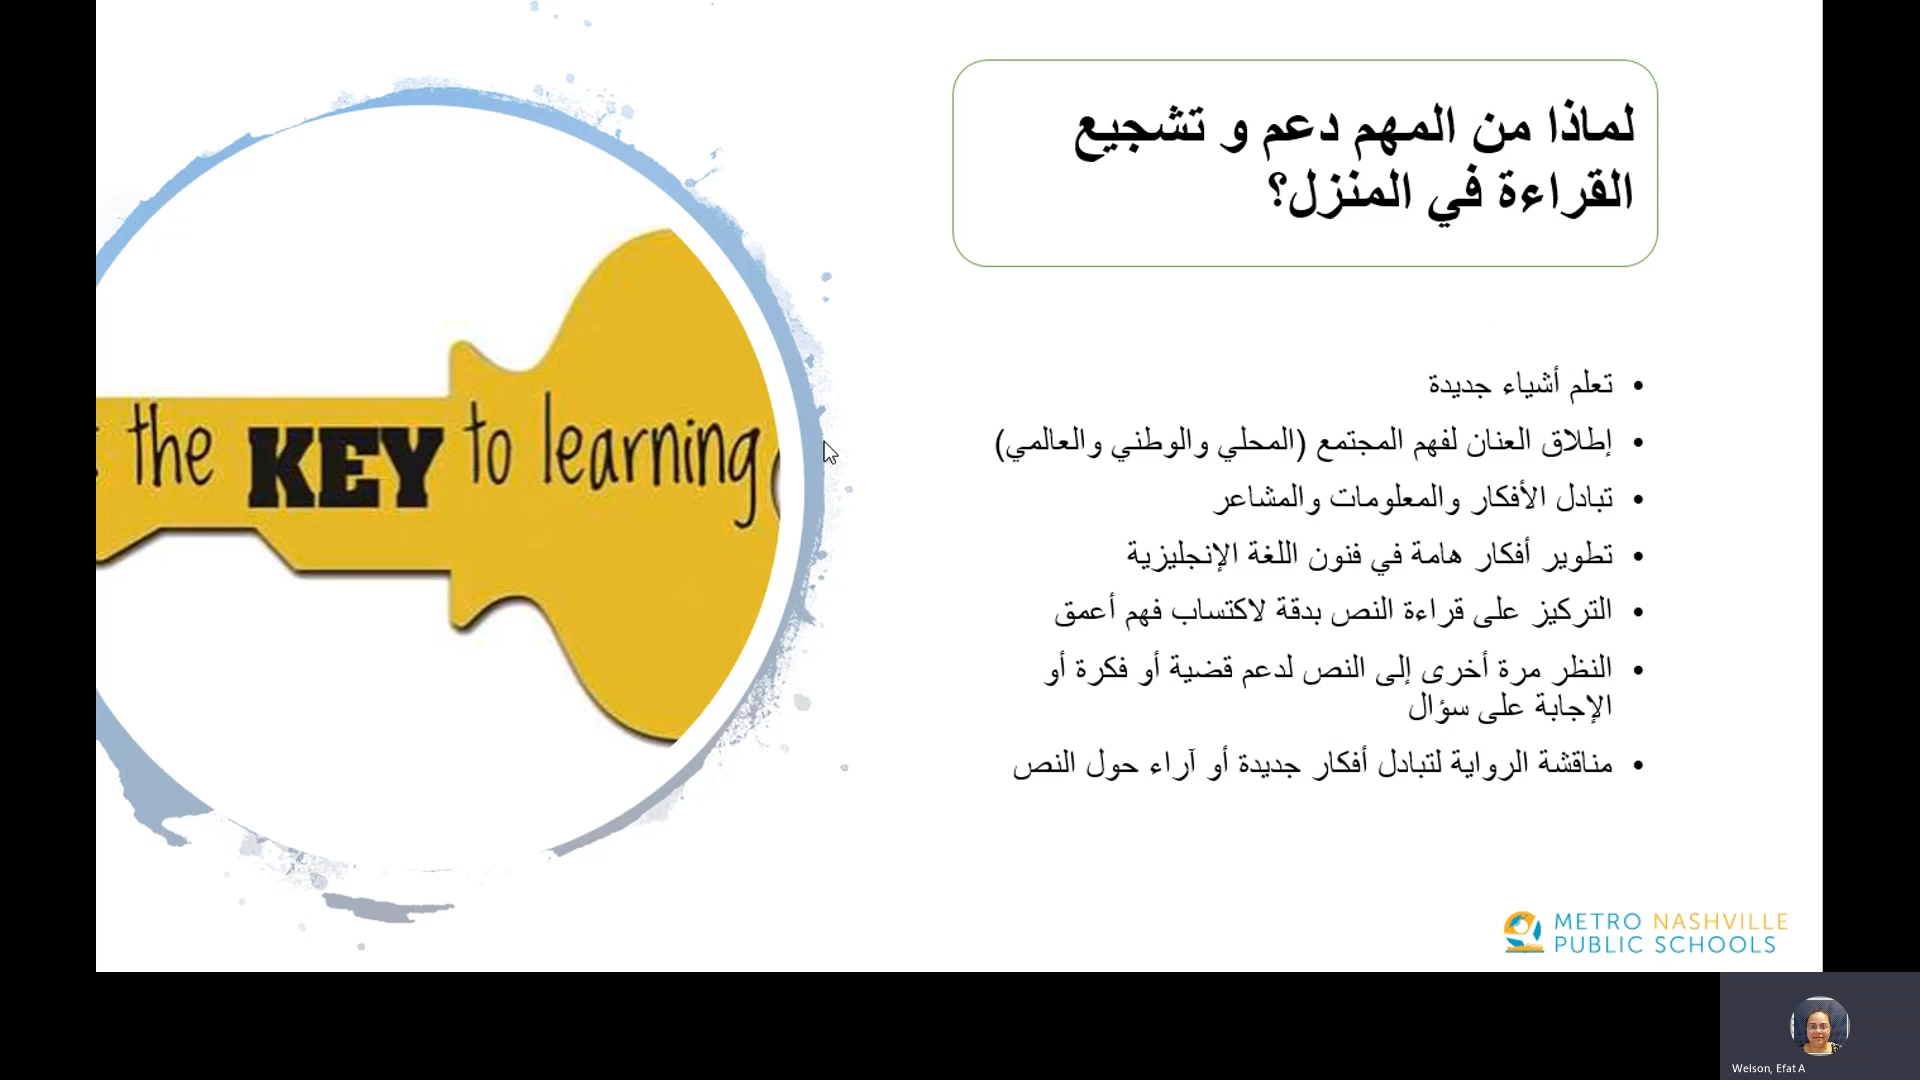 لماذا من المهم دعم و تشجيع
القراءة في المنزل؟
the KEY to learning
• تعلم أشياء جديدة
• إطلاق العنان لفهم المجتمع (المحلي والوطني والعالمي)
• تبادل الأفكار والمعلومات والمشاعر
• تطوير أفكار هامة في فنون اللغة الإنجليزية
• التركيز على قراءة النص بدقة لاكتساب فهم أعمق
• النظر مرة أخرى إلى النص لدعم قضية أو فكرة أو
الإجابة على سؤال
• مناقشة الرواية لتبادل أفكار جديدة أو آراء حول النص
METRO NASHVILLE
PUBLIC SCHOOLS
Welson, Efat A